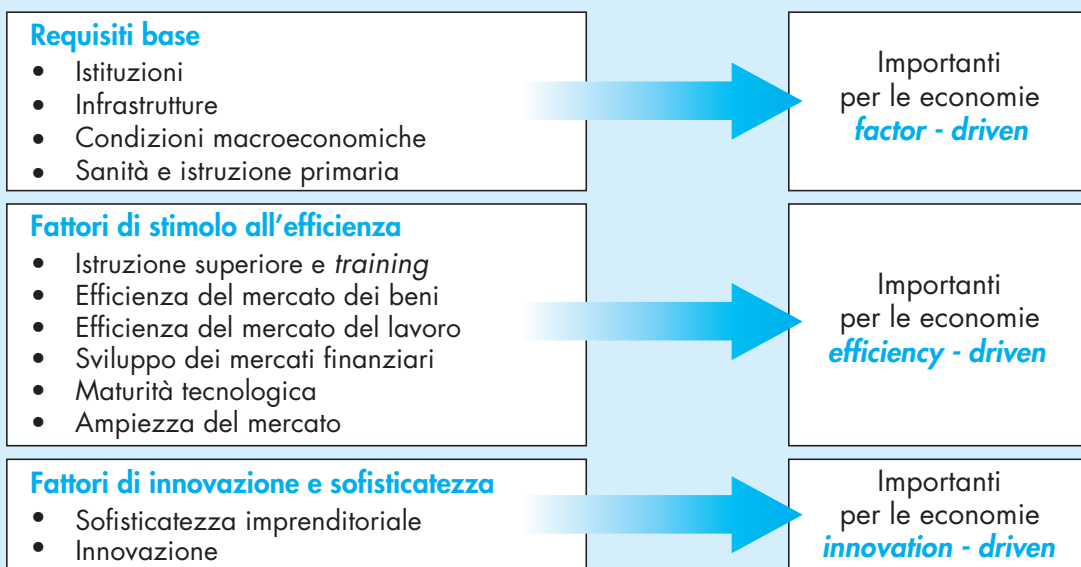 Requisiti base
• Istituzioni
• Infrastrutture
• Condizioni macroeconomiche
• Sanità e istruzione primaria
Importanti
per le economie
factor - driven
Fattori di stimolo all’efficienza
• Istruzione superiore e training
• Efficienza del mercato dei beni
• Efficienza del mercato del lavoro
• Sviluppo dei mercati finanziari
• Maturità tecnologica
• Ampiezza del mercato
Importanti
per le economie
efficiency - driven
Fattori di innovazione e sofisticatezza
• Sofisticatezza imprenditoriale
• Innovazione
Importanti
per le economie
innovation - driven